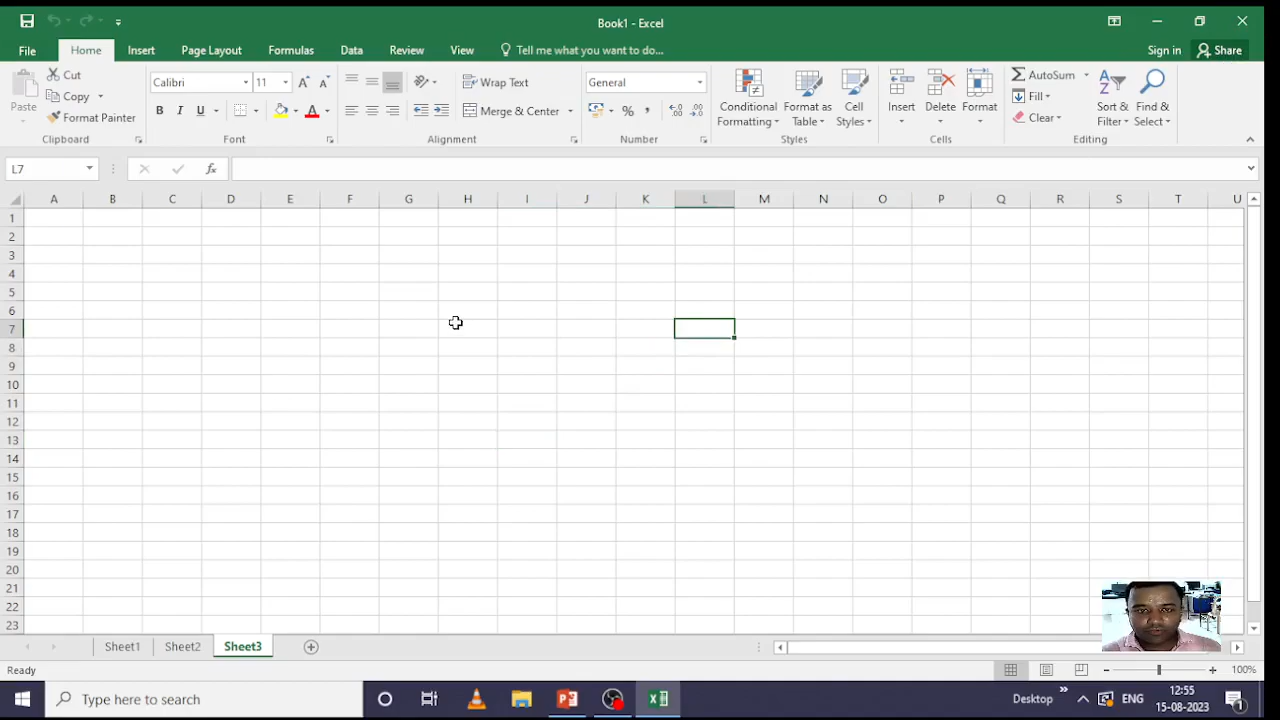 Book1 - Excel
File Home Insert Page Layout Formulas Data Review View Tell me what you want to do... Sign in Share
Paste
Cut
Copy
Format Painter
Clipboard
Calibri 11
B I U
A
Font
Wrap Text
Merge & Center
Alignment
General
% ,
Number
Conditional Formatting
Format as Table
Cell Styles
Styles
Insert
Delete
Format
Cells
AutoSum
Fill
Clear
Sort & Filter
Find & Select
Editing
L7
fx
A B C D E F G H I J K L M N O P Q R S T U
1
2
3
4
5
6
7
8
9
10
11
12
13
14
15
16
17
18
19
20
21
22
23
Sheet1 Sheet2 Sheet3
Ready
100%
Type here to search
Desktop
ENG
12:55
15-08-2023
1